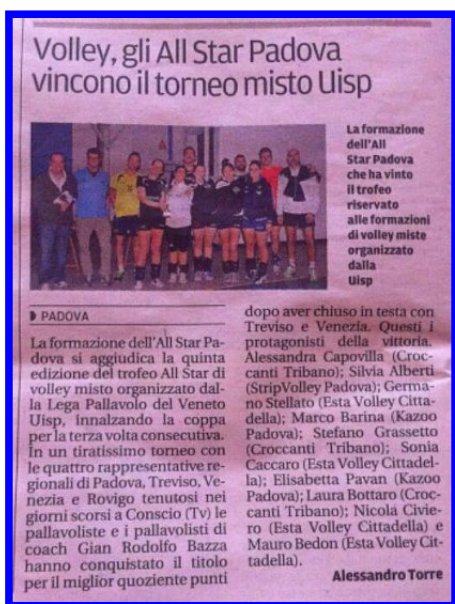 Volley, gli All Star Padova
vincono il torneo misto Uisp
La formazione
dell'All
Star Padova
che ha vinto
il trofeo
riservato
alle formazioni
di volley miste
organizzato
dalla
Uisp
PADOVA
La formazione dell'All Star Pa-
dova si aggiudica la quinta
edizione del trofeo All Star di
volley misto organizzato dal-
la Lega Pallavolo del Veneto
Uisp, innalzando la coppa
per la terza volta consecutiva.
In un tiratissimo torneo con
le quattro rappresentative re-
gionali di Padova, Treviso, Ve-
nezia e Rovigo tenutosi nei
giorni scorsi a Conscio (Tv) le
pallavoliste e i pallavolisti di
coach Gian Rodolfo Bazza
hanno conquistato il titolo
per il miglior quoziente punti
dopo aver chiuso in testa con
Treviso e Venezia. Questi i
protagonisti della vittoria.
Alessandra Capovilla (Croc-
canti Tribano); Silvia Alberti
(StripVolley Padova); Germa-
no Stellato (Esta Volley Citta-
della); Marco Barina (Kazoo
Padova); Stefano Grassetto
(Croccanti Tribano); Sonia
Caccaro (Esta Volley Cittadel-
la); Elisabetta Pavan (Kazoo
Padova); Laura Bottaro (Croc-
canti Tribano); Nicola Civie-
ro (Esta Volley Cittadella) e
Mauro Bedon (Esta Volley Cit-
tadella).
Alessandro Torre